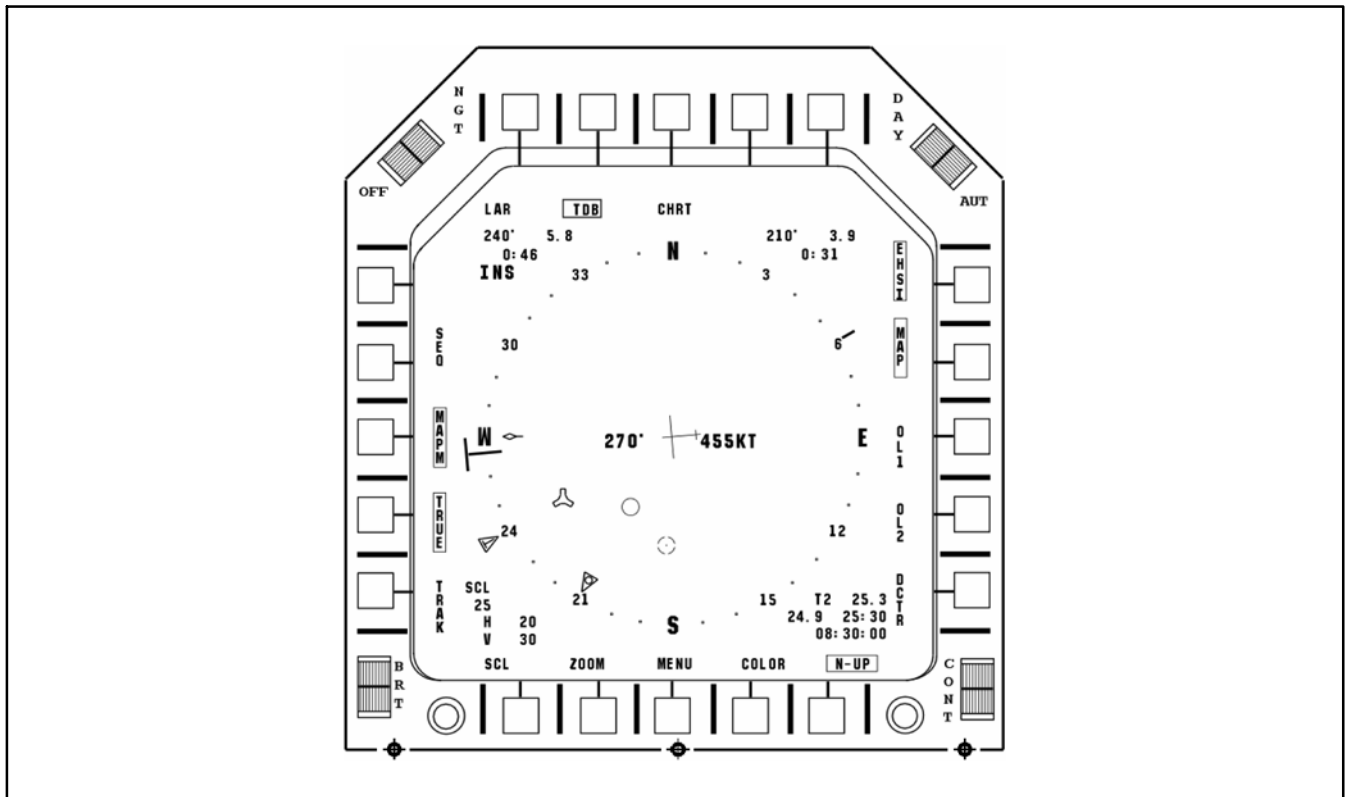 NGT
DAY
OFF
AUT
LAR TDB CHRT
240° 5.8
0:46
INS
210° 3.9
0:31
N
33
3
30
6
W
270° 455KT
E
24
12
21
15
S
EHSI
MAP
OL1
OL2
DCTR
SEQ
MAPM
TRUE
TRAK
SCL
25
H 20
V 30
T2 25.3
24.9 25:30
08:30:00
SCL ZOOM MENU COLOR N-UP
BRT
CONT